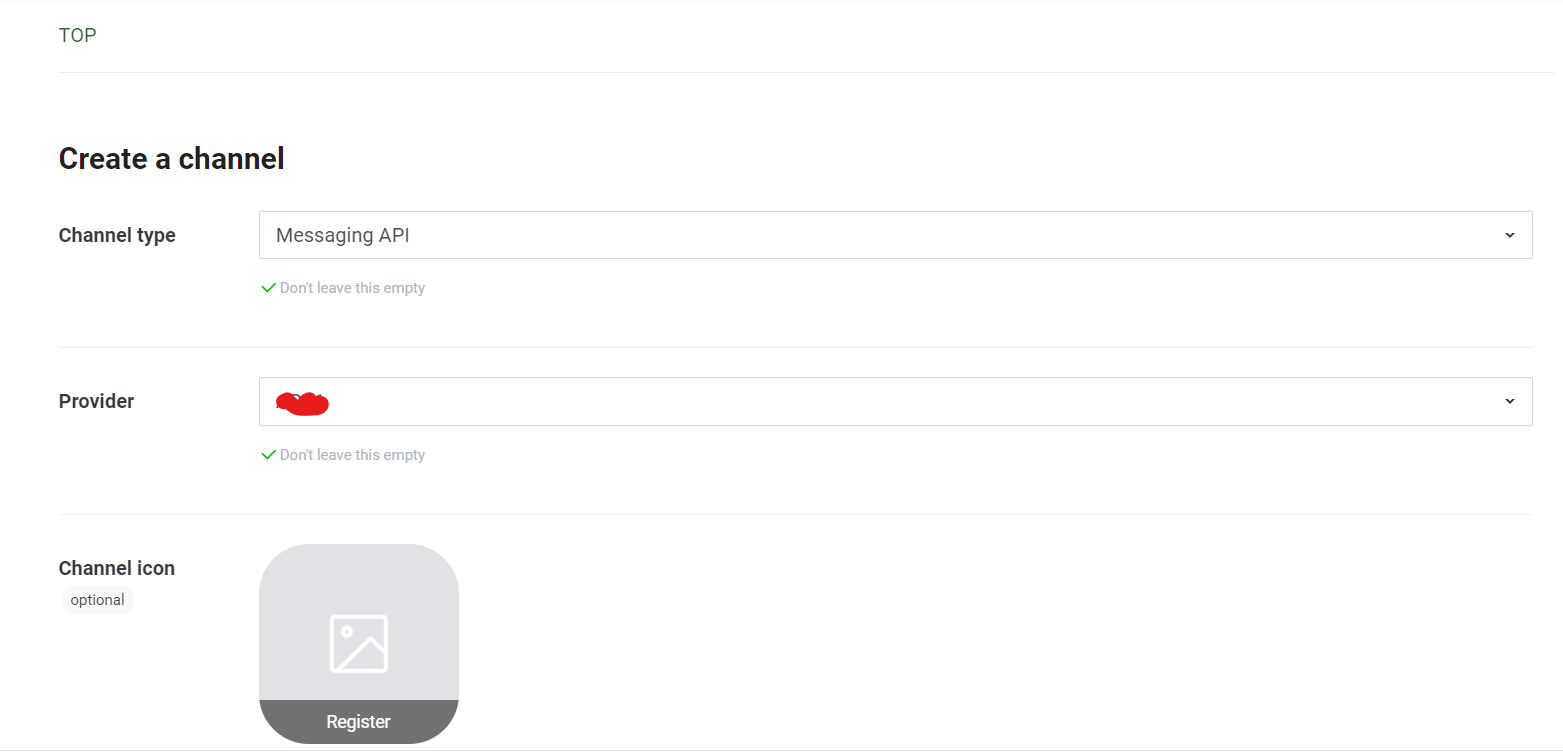 TOP
Create a channel
Channel type
Messaging API
Don't leave this empty
Provider
Don't leave this empty
Channel icon
optional
Register